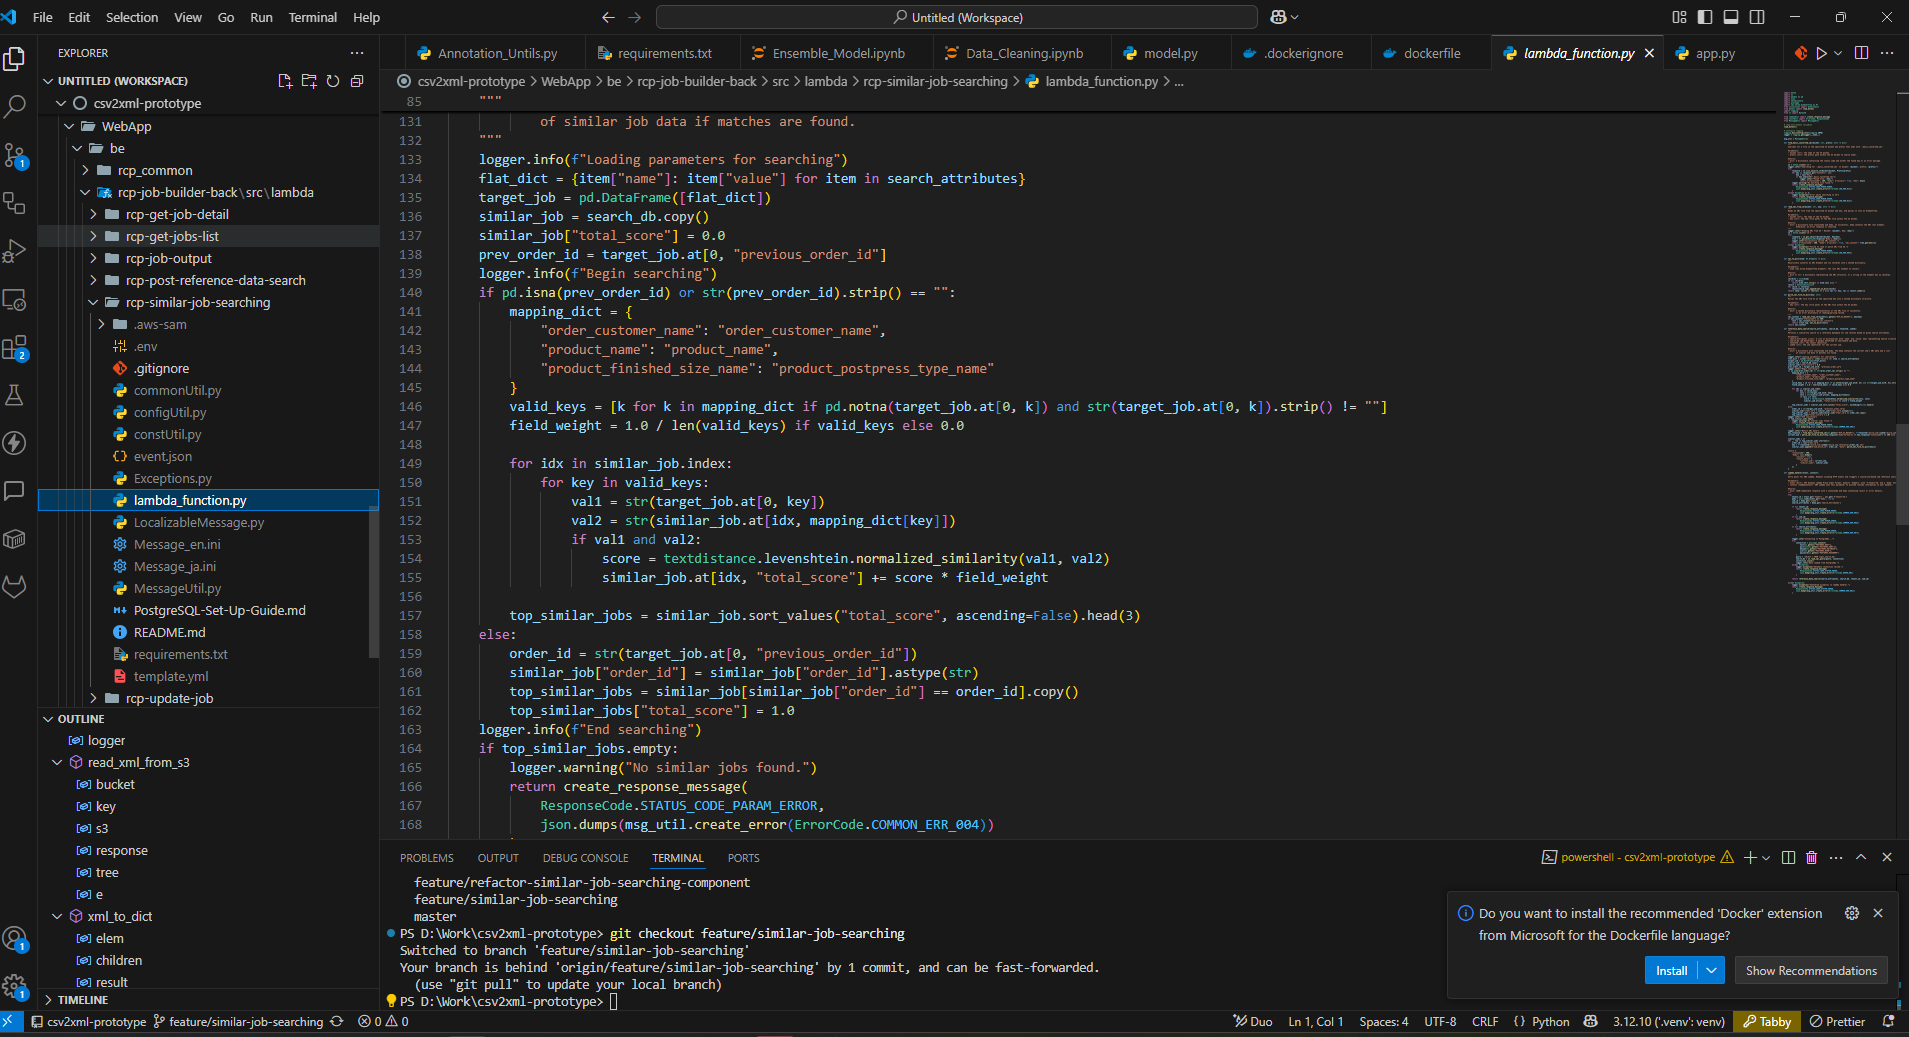 File Edit Selection View Go Run Terminal Help
Untitled (Workspace)
EXPLORER
UNTITLED (WORKSPACE)
csv2xml-prototype
WebApp
be
rcp_common
rcp-job-builder-back\src\lambda
rcp-get-job-detail
rcp-get-jobs-list
rcp-job-output
rcp-post-reference-data-search
rcp-similar-job-searching
.aws-sam
.env
.gitignore
commonUtil.py
configUtil.py
constUtil.py
event.json
Exceptions.py
lambda_function.py
LocalizableMessage.py
Message_en.ini
Message_ja.ini
MessageUtil.py
PostgreSQL-Set-Up-Guide.md
README.md
requirements.txt
template.yml
rcp-update-job
OUTLINE
logger
read_xml_from_s3
bucket
key
s3
response
tree
e
xml_to_dict
elem
children
result
TIMELINE
Annotation_Untils.py requirements.txt Ensemble_Model.ipynb Data_Cleaning.ipynb model.py .dockerignore dockerfile lambda_function.py app.py
csv2xml-prototype > WebApp > be > rcp-job-builder-back > src > lambda > rcp-similar-job-searching > lambda_function.py > ...
85 """
131 of similar job data if matches are found.
132 """
133 logger.info(f"Loading parameters for searching")
134 flat_dict = {item["name"]: item["value"] for item in search_attributes}
135 target_job = pd.DataFrame([flat_dict])
136 similar_job = search_db.copy()
137 similar_job["total_score"] = 0.0
138 prev_order_id = target_job.at[0, "previous_order_id"]
139 logger.info(f"Begin searching")
140 if pd.isna(prev_order_id) or str(prev_order_id).strip() == "":
141 mapping_dict = {
142 "order_customer_name": "order_customer_name",
143 "product_name": "product_name",
144 "product_finished_size_name": "product_postpress_type_name"
145 }
146 valid_keys = [k for k in mapping_dict if pd.notna(target_job.at[0, k]) and str(target_job.at[0, k]).strip() != ""]
147 field_weight = 1.0 / len(valid_keys) if valid_keys else 0.0
148
149 for idx in similar_job.index:
150 for key in valid_keys:
151 val1 = str(target_job.at[0, key])
152 val2 = str(similar_job.at[idx, mapping_dict[key]])
153 if val1 and val2:
154 score = textdistance.levenshtein.normalized_similarity(val1, val2)
155 similar_job.at[idx, "total_score"] += score * field_weight
156
157 top_similar_jobs = similar_job.sort_values("total_score", ascending=False).head(3)
158 else:
159 order_id = str(target_job.at[0, "previous_order_id"])
160 similar_job["order_id"] = similar_job["order_id"].astype(str)
161 top_similar_jobs = similar_job[similar_job["order_id"] == order_id].copy()
162 top_similar_jobs["total_score"] = 1.0
163 logger.info(f"End searching")
164 if top_similar_jobs.empty:
165 logger.warning("No similar jobs found.")
166 return create_response_message(
167 ResponseCode.STATUS_CODE_PARAM_ERROR,
168 json.dumps(msg_util.create_error(ErrorCode.COMMON_ERR_004))
PROBLEMS OUTPUT DEBUG CONSOLE TERMINAL PORTS
powershell - csv2xml-prototype
feature/refactor-similar-job-searching-component
feature/similar-job-searching
master
PS D:\Work\csv2xml-prototype> git checkout feature/similar-job-searching
Switched to branch 'feature/similar-job-searching'
Your branch is behind 'origin/feature/similar-job-searching' by 1 commit, and can be fast-forwarded.
(use "git pull" to update your local branch)
PS D:\Work\csv2xml-prototype>
Do you want to install the recommended 'Docker' extension
from Microsoft for the Dockerfile language?
Install Show Recommendations
1
2
1
1
csv2xml-prototype feature/similar-job-searching 0 0 Duo Ln 1, Col 1 Spaces: 4 UTF-8 CRLF {} Python 3.12.10 ('.venv': venv) Tabby Prettier